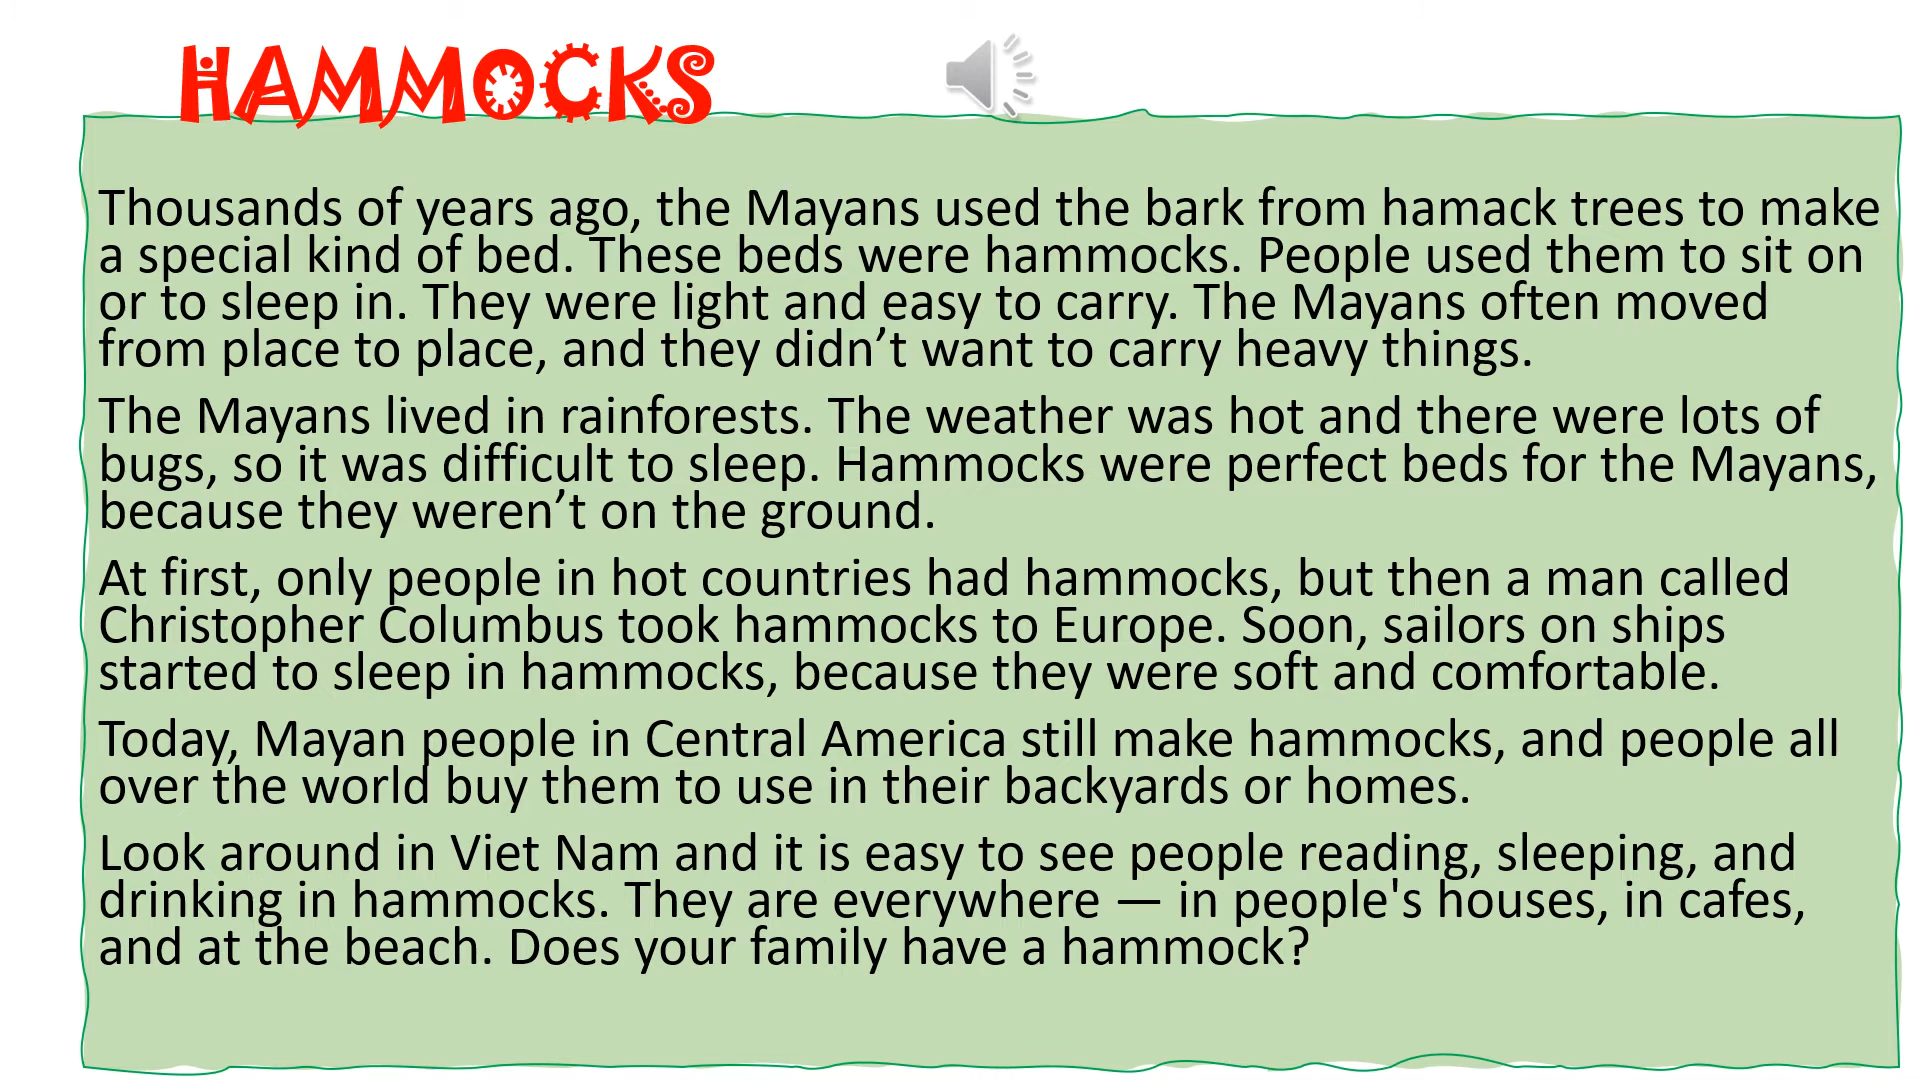 HAMMOCKS
Thousands of years ago, the Mayans used the bark from hamack trees to make
a special kind of bed. These beds were hammocks. People used them to sit on
or to sleep in. They were light and easy to carry. The Mayans often moved
from place to place, and they didn’t want to carry heavy things.
The Mayans lived in rainforests. The weather was hot and there were lots of
bugs, so it was difficult to sleep. Hammocks were perfect beds for the Mayans,
because they weren’t on the ground.
At first, only people in hot countries had hammocks, but then a man called
Christopher Columbus took hammocks to Europe. Soon, sailors on ships
started to sleep in hammocks, because they were soft and comfortable.
Today, Mayan people in Central America still make hammocks, and people all
over the world buy them to use in their backyards or homes.
Look around in Viet Nam and it is easy to see people reading, sleeping, and
drinking in hammocks. They are everywhere — in people's houses, in cafes,
and at the beach. Does your family have a hammock?